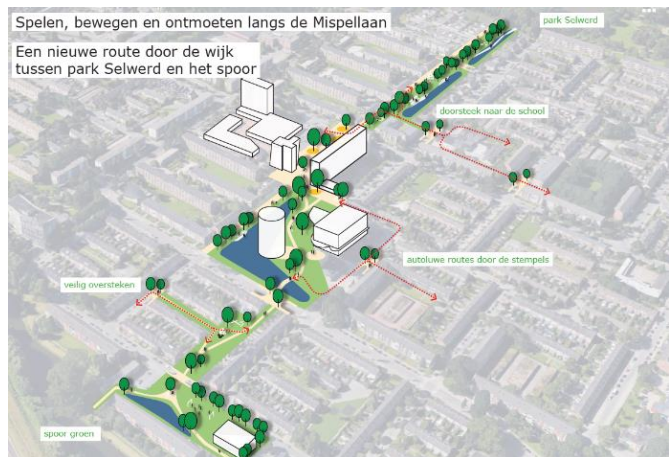 Spelen, bewegen en ontmoeten langs de Mispellaan
Een nieuwe route door de wijk
tussen park Selwerd en het spoor
park Selwerd
doorsteek naar de school
autoluwe routes door de stempels
veilig oversteken
spoor groen